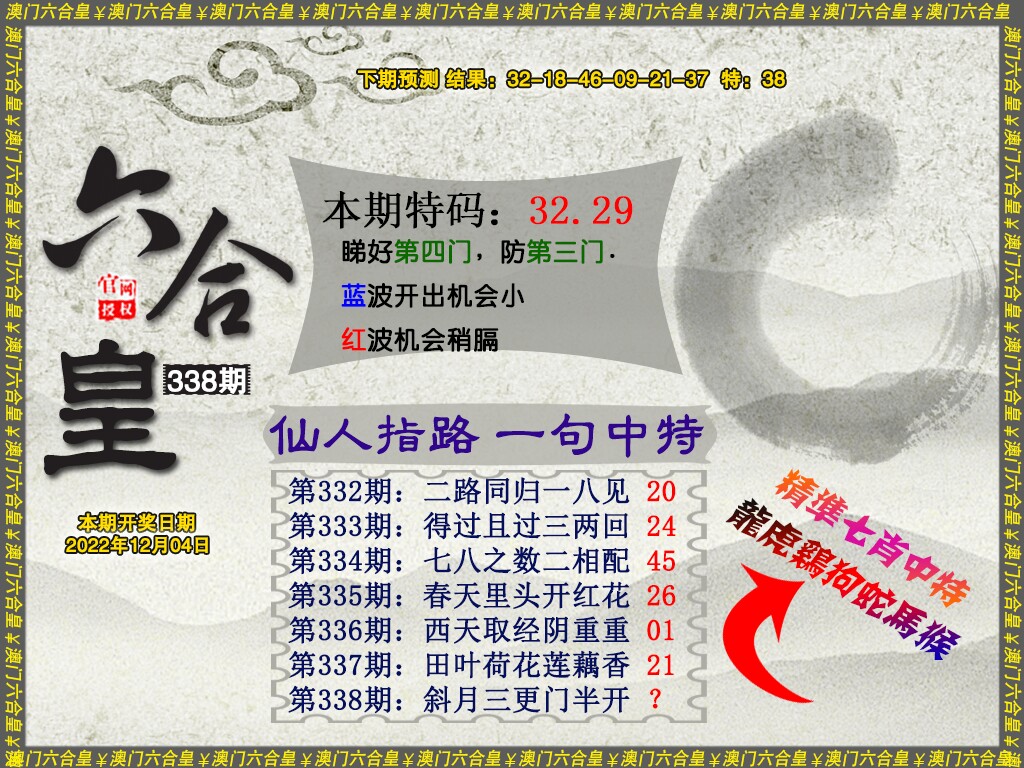 澳门六合皇￥澳门六合皇￥澳门六合皇￥澳门六合皇￥澳门六合皇￥澳门六合皇￥澳门六合皇￥澳门六合皇￥澳门六合皇￥澳门六合皇
下期预测 结果：32-18-46-09-21-37 特：38
六合皇
官网授权
338期
本期特码：32.29
睇好第四门，防第三门.
蓝波开出机会小
红波机会稍膈
仙人指路 一句中特
第332期：二路同归一八见 20
第333期：得过且过三两回 24
第334期：七八之数二相配 45
第335期：春天里头开红花 26
第336期：西天取经阴重重 01
第337期：田叶荷花莲藕香 21
第338期：斜月三更门半开 ?
本期开奖日期
2022年12月04日
精準七肖中特
龍虎鷄狗蛇馬猴